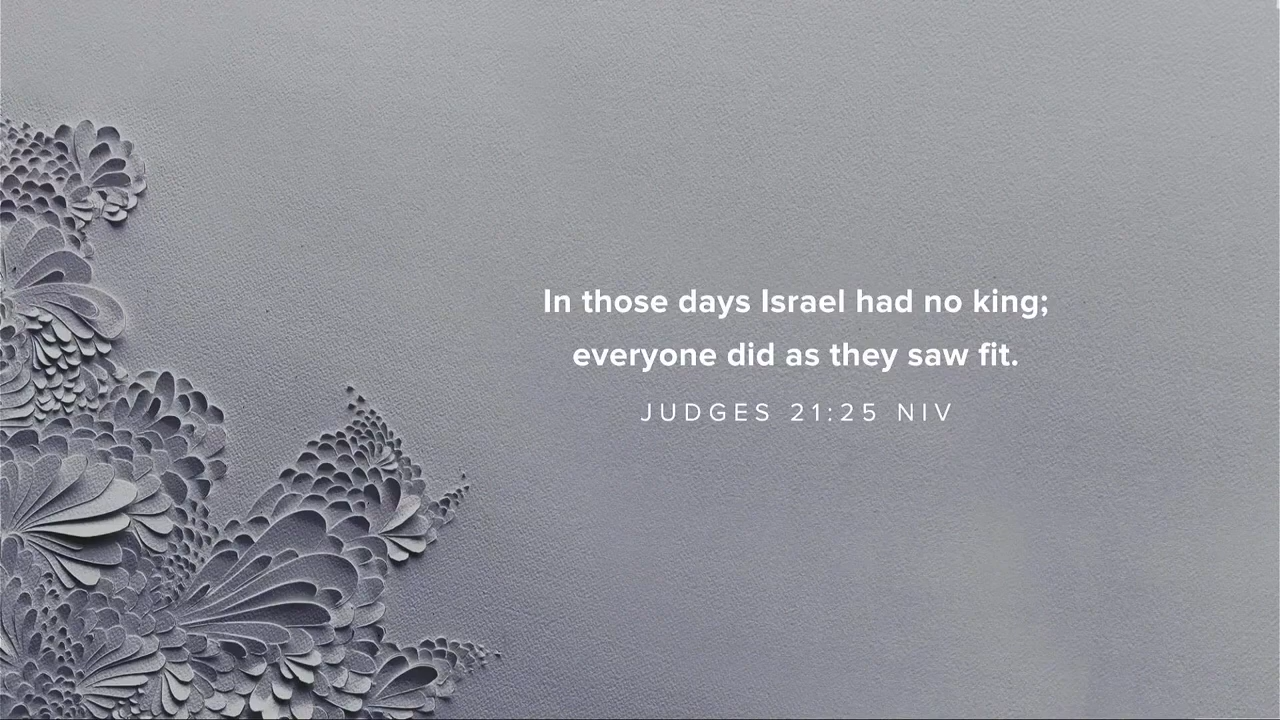 In those days Israel had no king;
everyone did as they saw fit.
JUDGES 21:25 NIV